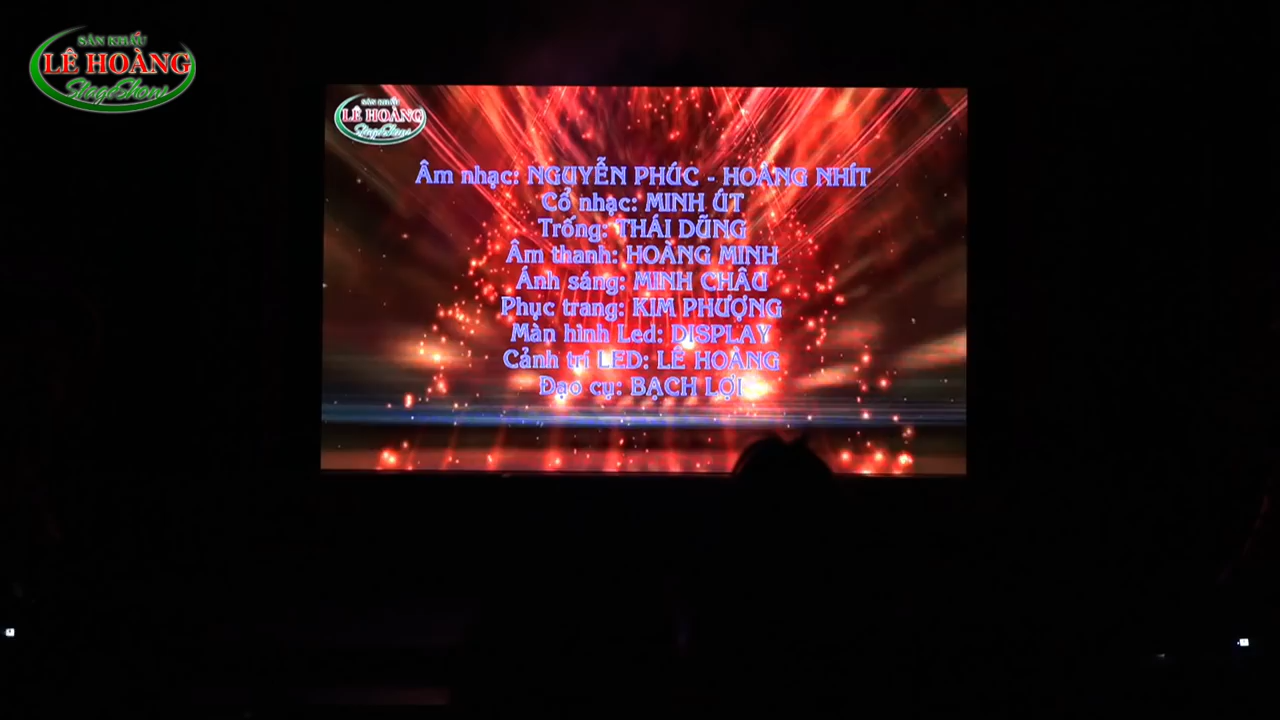 SÂN KHẤU
LÊ HOÀNG
StageShow
SÂN KHẤU
LÊ HOÀNG
StageShow
Âm nhạc: NGUYỄN PHÚC - HOÀNG NHÍT
Cổ nhạc: MINH ÚT
Trống: THÁI DŨNG
Âm thanh: HOÀNG MINH
Ánh sáng: MINH CHÂU
Phục trang: KIM PHƯỢNG
Màn hình Led: DISPLAY
Cảnh trí LED: LÊ HOÀNG
Đạo cụ: BẠCH LỢI